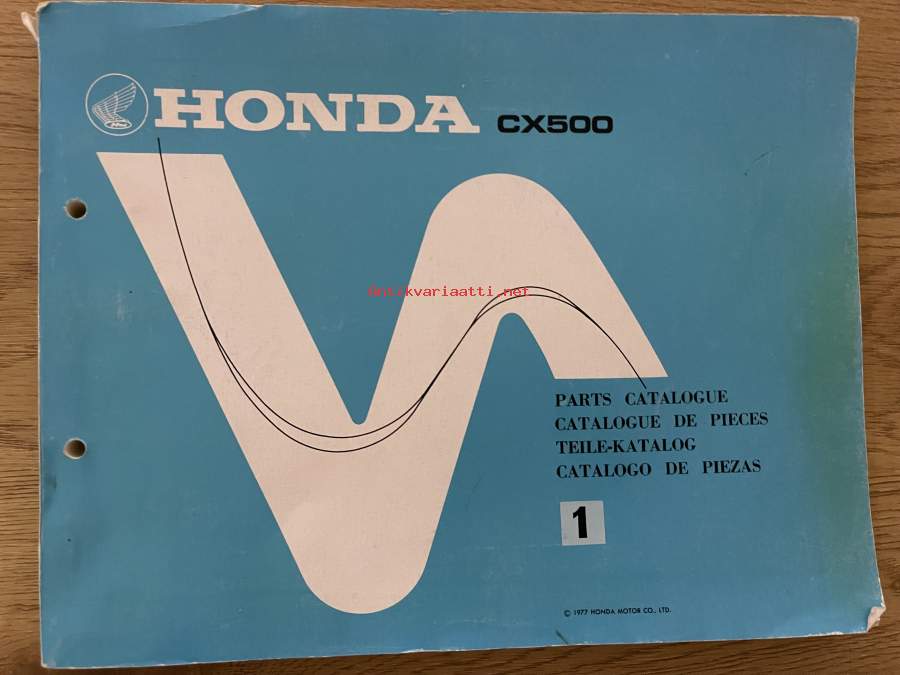 HONDA CX500
antikvariaatti.net
PARTS CATALOGUE
CATALOGUE DE PIECES
TEILE-KATALOG
CATALOGO DE PIEZAS
1
© 1977 HONDA MOTOR CO., LTD.